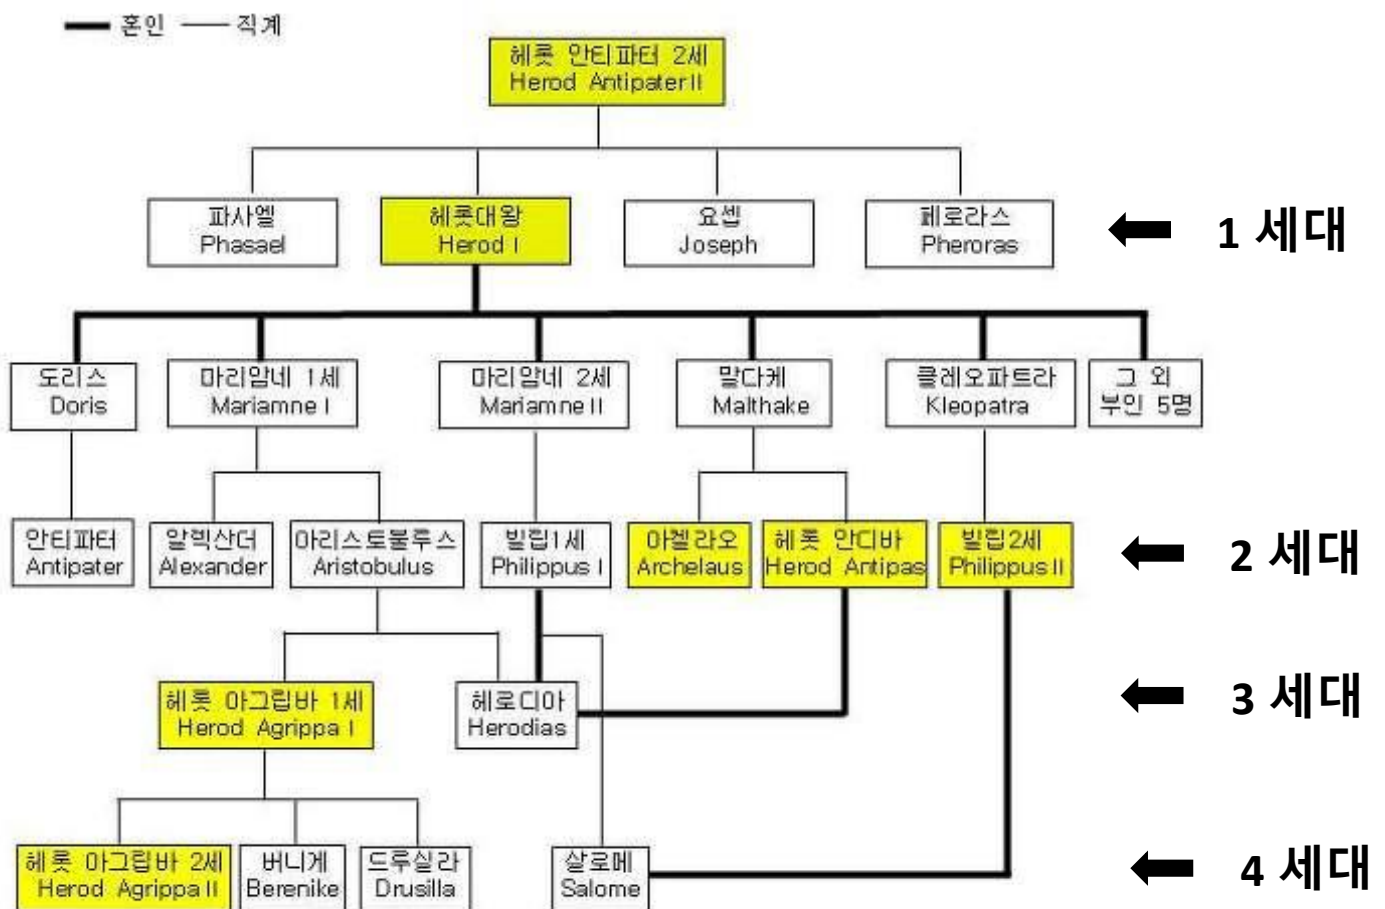 혼인 직계
헤롯 안티파터 2세
Herod Antipater II
파사엘
Phasael
헤롯대왕
Herod I
요셉
Joseph
페로라스
Pheroras
1 세대
도리스
Doris
마리암네 1세
Mariamne I
마리암네 2세
Mariamne II
말다케
Malthake
클레오파트라
Kleopatra
그 외
부인 5명
안티파터
Antipater
알렉산더
Alexander
아리스토불루스
Aristobulus
빌립1세
Philippus I
아켈라오
Archelaus
헤롯 안디바
Herod Antipas
빌립2세
Philippus II
2 세대
헤롯 아그립바 1세
Herod Agrippa I
헤로디아
Herodias
3 세대
헤롯 아그립바 2세
Herod Agrippa II
버니게
Berenike
드루실라
Drusilla
살로메
Salome
4 세대